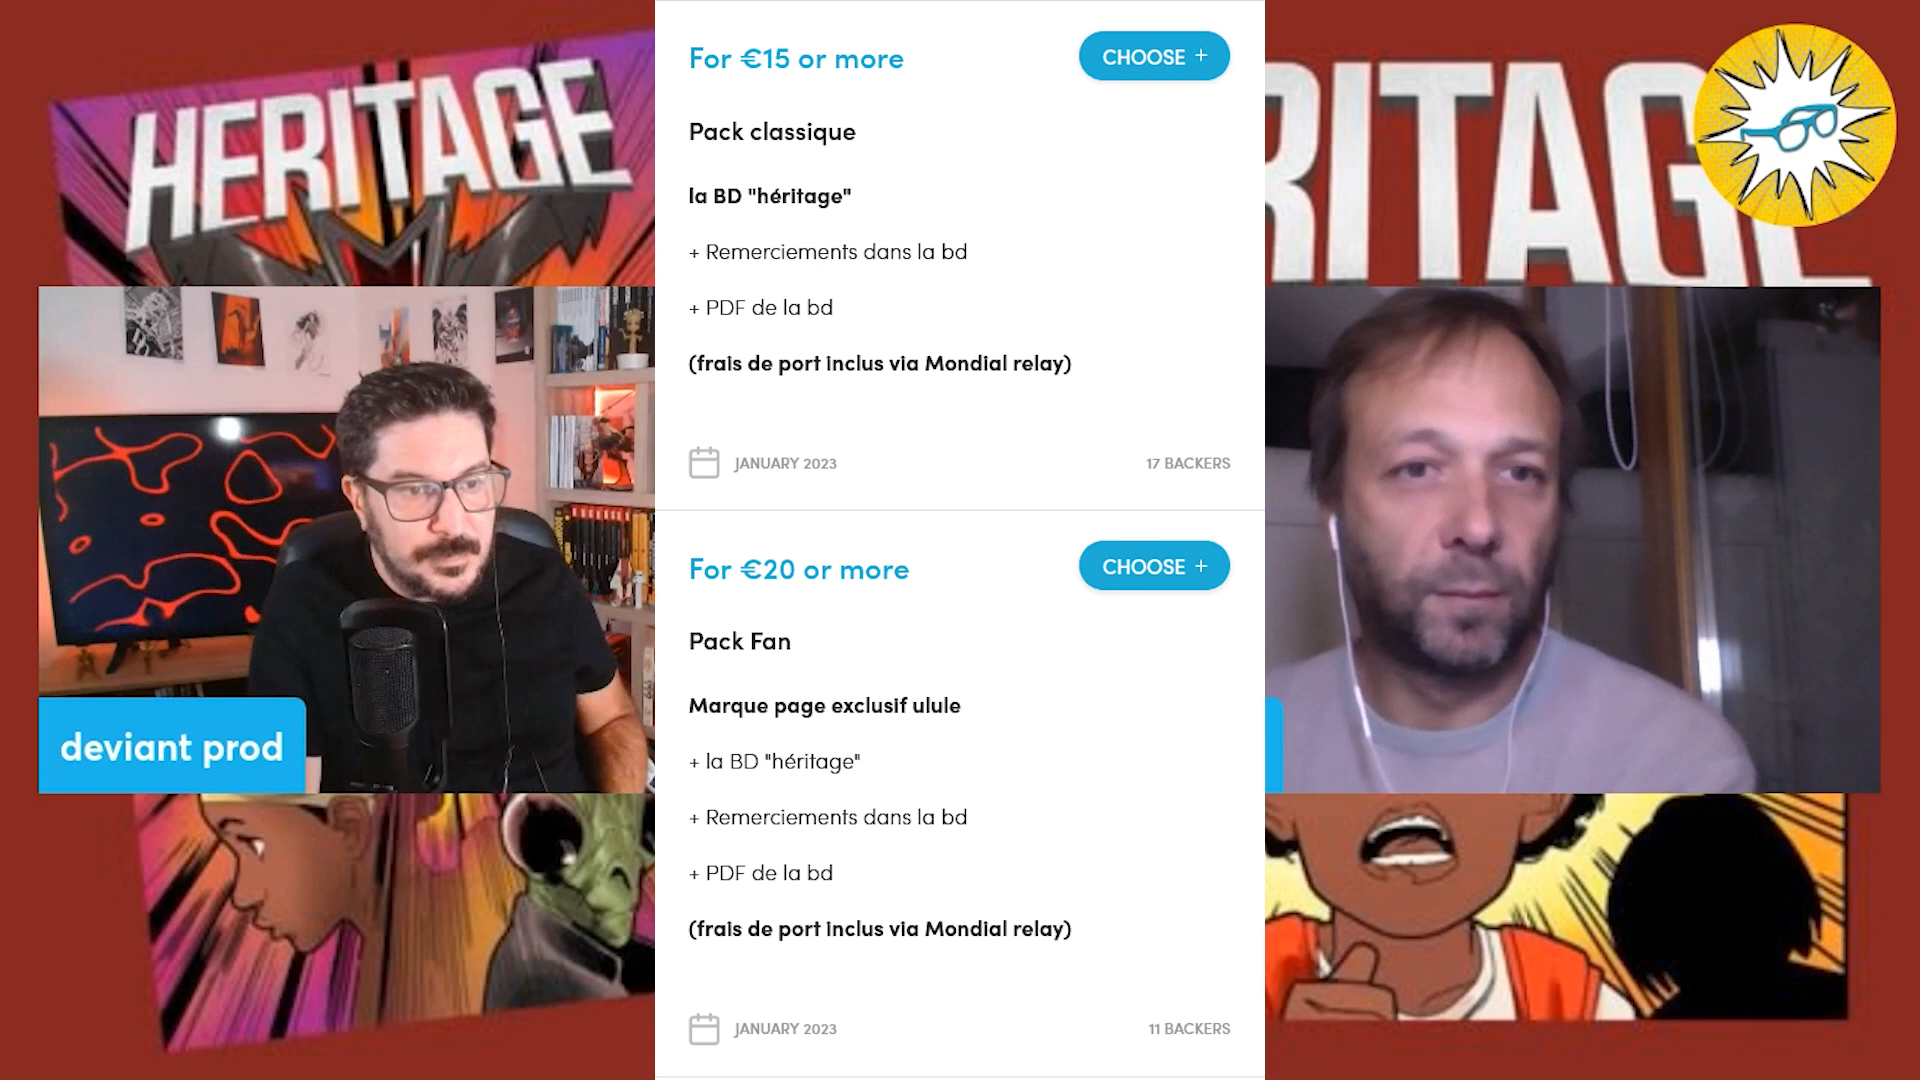 HERITAGE
RITAGE
For €15 or more
CHOOSE +
Pack classique
la BD "héritage"
+ Remerciements dans la bd
+ PDF de la bd
(frais de port inclus via Mondial relay)
JANUARY 2023
17 BACKERS
For €20 or more
CHOOSE +
Pack Fan
Marque page exclusif ulule
+ la BD "héritage"
+ Remerciements dans la bd
+ PDF de la bd
(frais de port inclus via Mondial relay)
JANUARY 2023
11 BACKERS
deviant prod